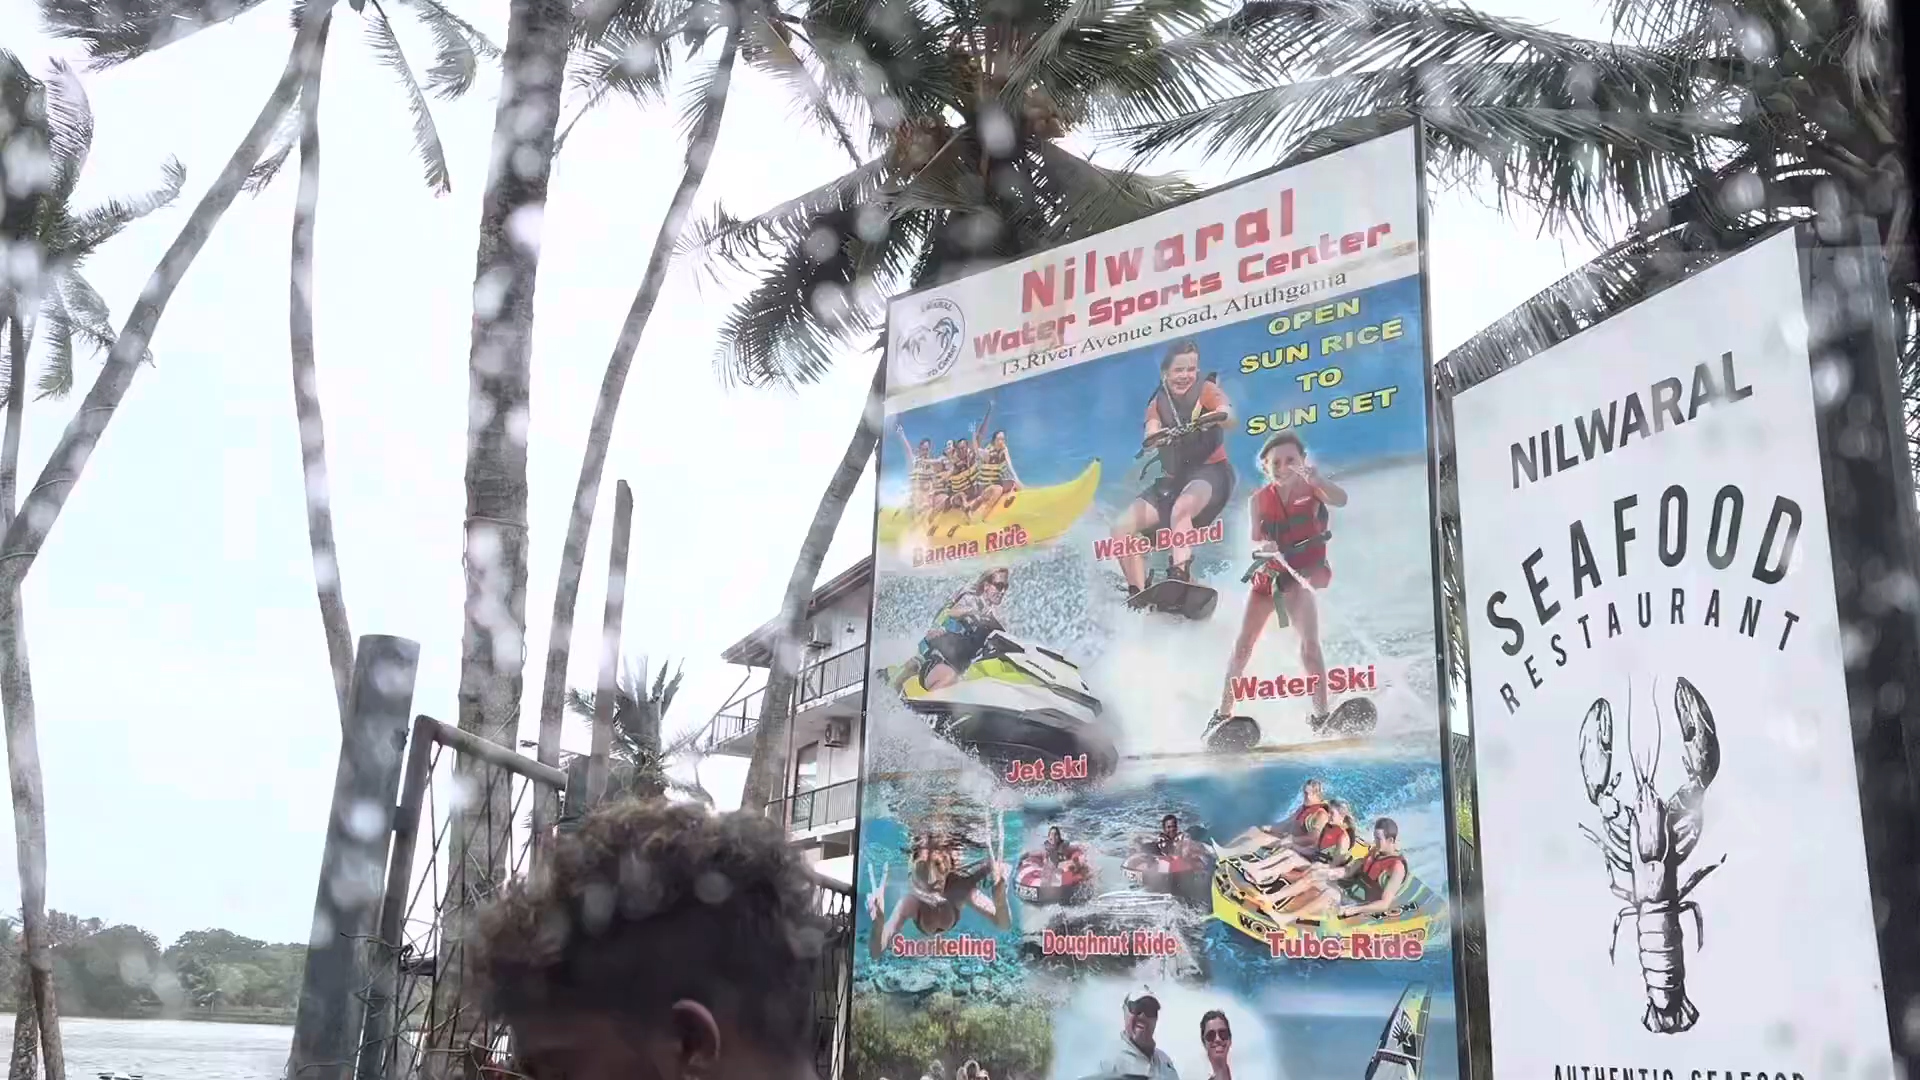 Nilwaral
Water Sports Center
13,River Avenue Road, Aluthgama
OPEN
SUN RICE
TO
SUN SET
Banana Ride
Wake Board
Water Ski
Jet ski
Snorkeling
Doughnut Ride
Tube Ride
WOW
NILWARAL
SEAFOOD
RESTAURANT
AUTHENTIC SEAFOOD